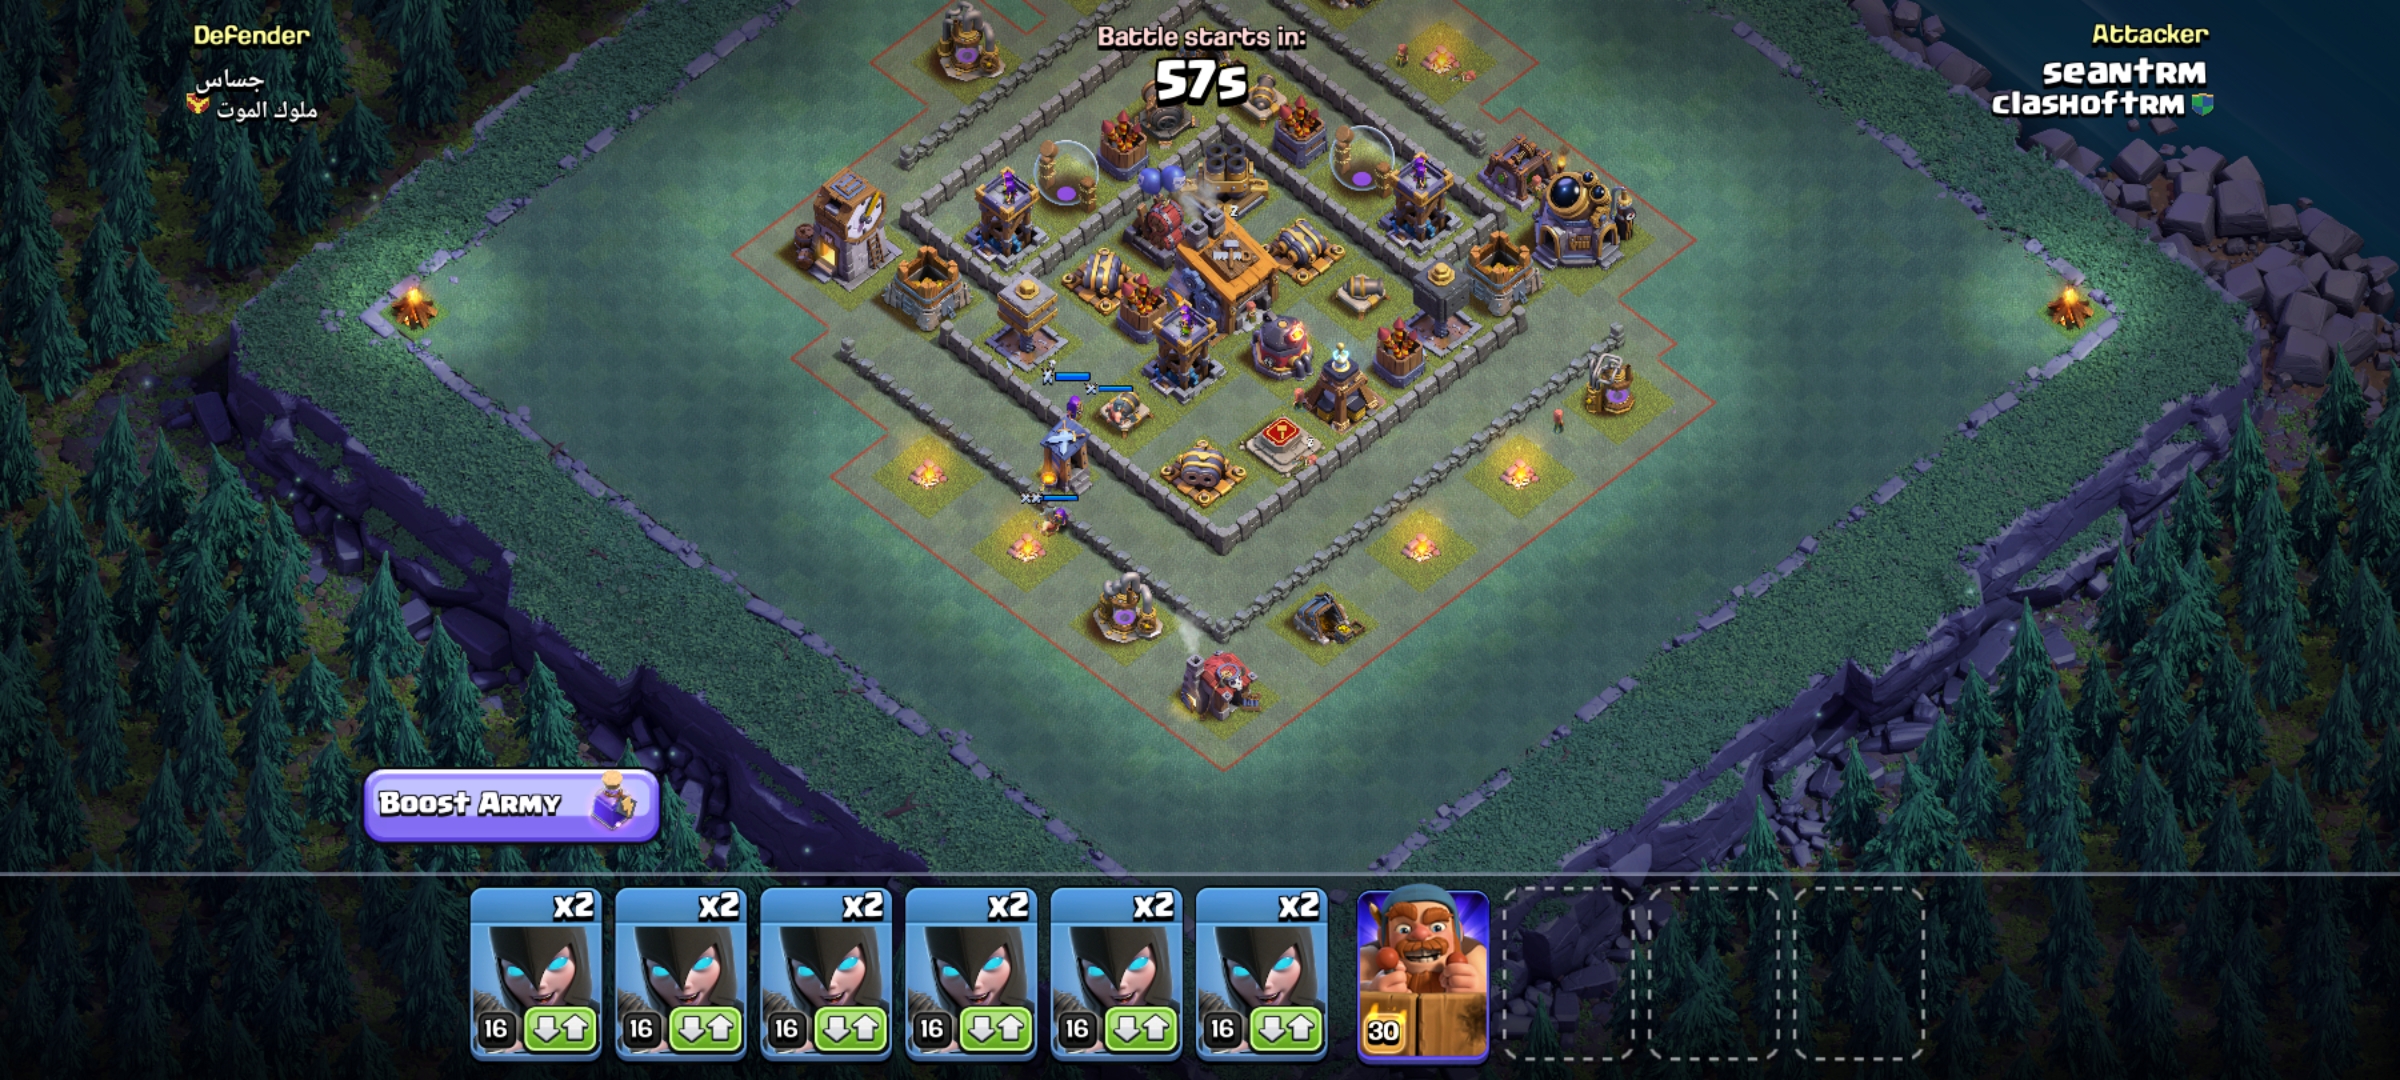 Defender
جساس
ملوك الموت
Battle starts in:
57s
Attacker
seantRM
clashoftRM
Boost Army
x2
x2
x2
x2
x2
x2
16
16
16
16
16
16
30